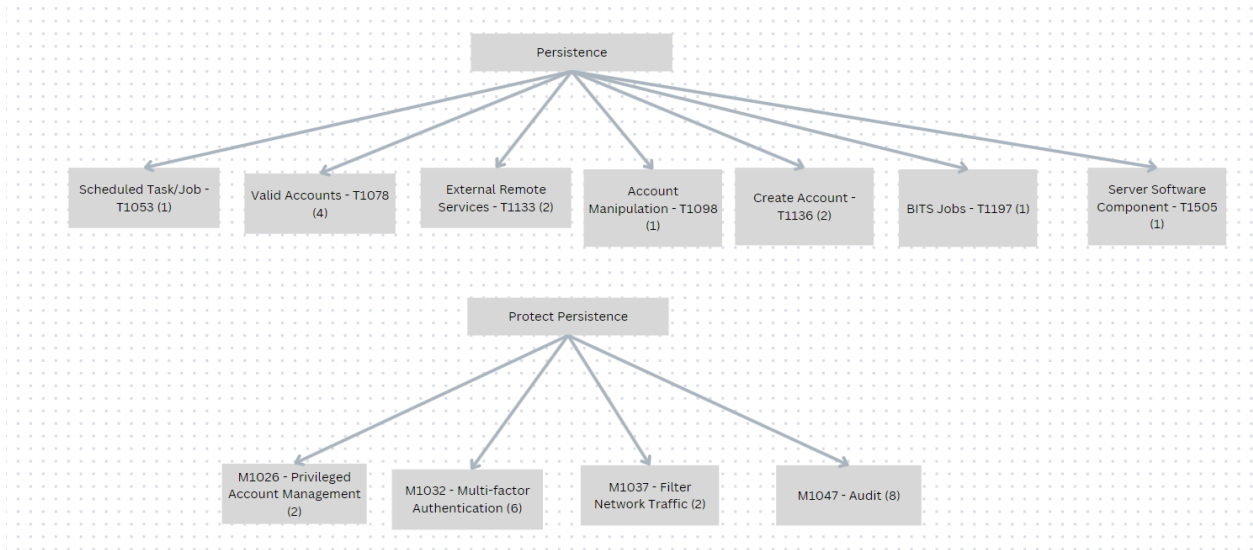 Persistence
Scheduled Task/Job -
T1053 (1)
Valid Accounts - T1078
(4)
External Remote
Services - T1133 (2)
Account
Manipulation - T1098
(1)
Create Account -
T1136 (2)
BITS Jobs - T1197 (1)
Server Software
Component - T1505
(1)
Protect Persistence
M1026 - Privileged
Account Management
(2)
M1032 - Multi-factor
Authentication (6)
M1037 - Filter
Network Traffic (2)
M1047 - Audit (8)